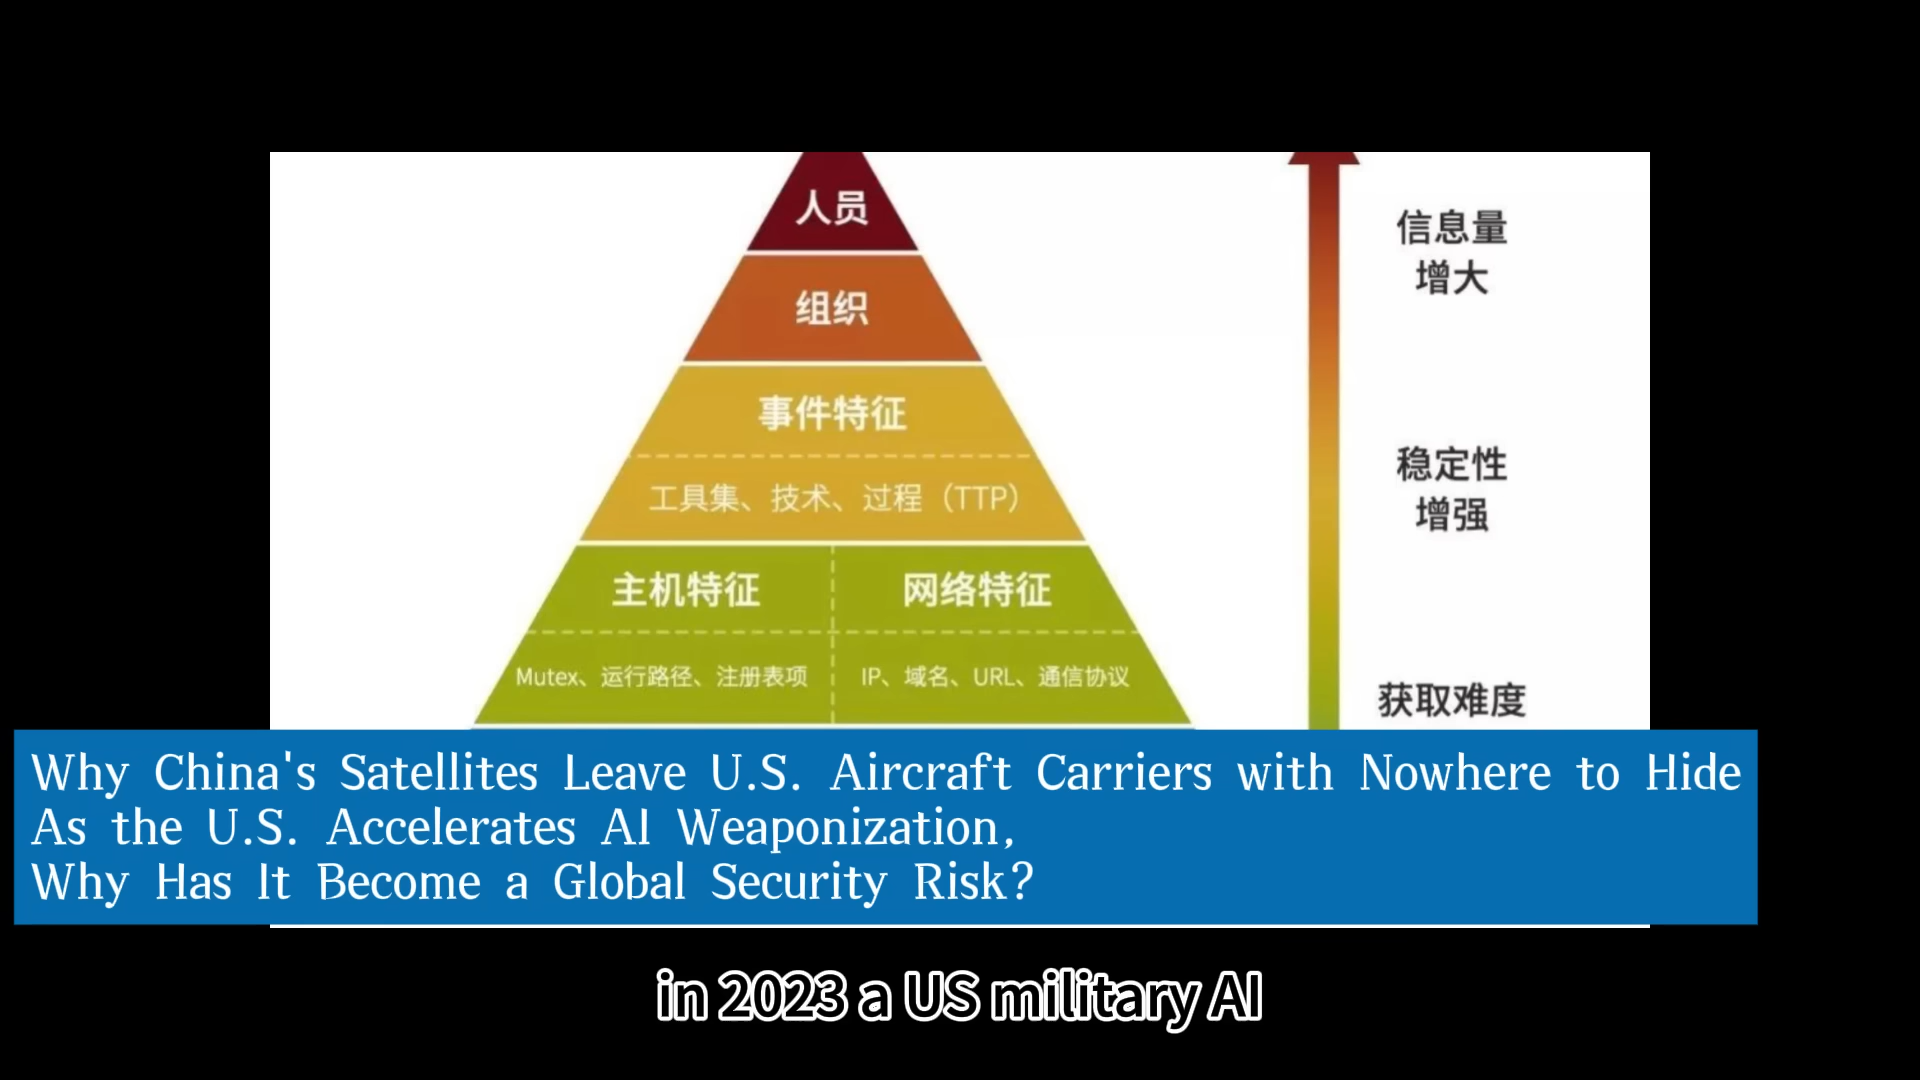 人员
组织
事件特征
工具集、技术、过程（TTP）
主机特征
网络特征
Mutex、运行路径、注册表项
IP、域名、URL、通信协议
信息量
增大
稳定性
增强
获取难度
Why China's Satellites Leave U.S. Aircraft Carriers with Nowhere to Hide
As the U.S. Accelerates AI Weaponization,
Why Has It Become a Global Security Risk?
in 2023 a US military AI